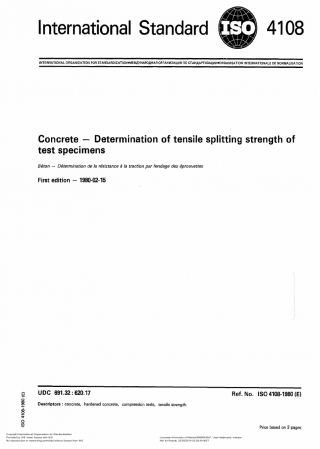 International Standard ISO 4108
INTERNATIONAL ORGANIZATION FOR STANDARDIZATION•МЕЖДУНАРОДНАЯ ОРГАНИЗАЦИЯ ПО СТАНДАРТИЗАЦИИ•ORGANISATION INTERNATIONALE DE NORMALISATION
Concrete — Determination of tensile splitting strength of
test specimens
Béton — Détermination de la résistance à la traction par fendage des éprouvettes
First edition — 1980-02-15
UDC 691.32 : 620.17
Ref. No. ISO 4108-1980 (E)
Descriptors : concrete, hardened concrete, compression tests, tensile strength.
ISO 4108-1980 (E)
Price based on 3 pages